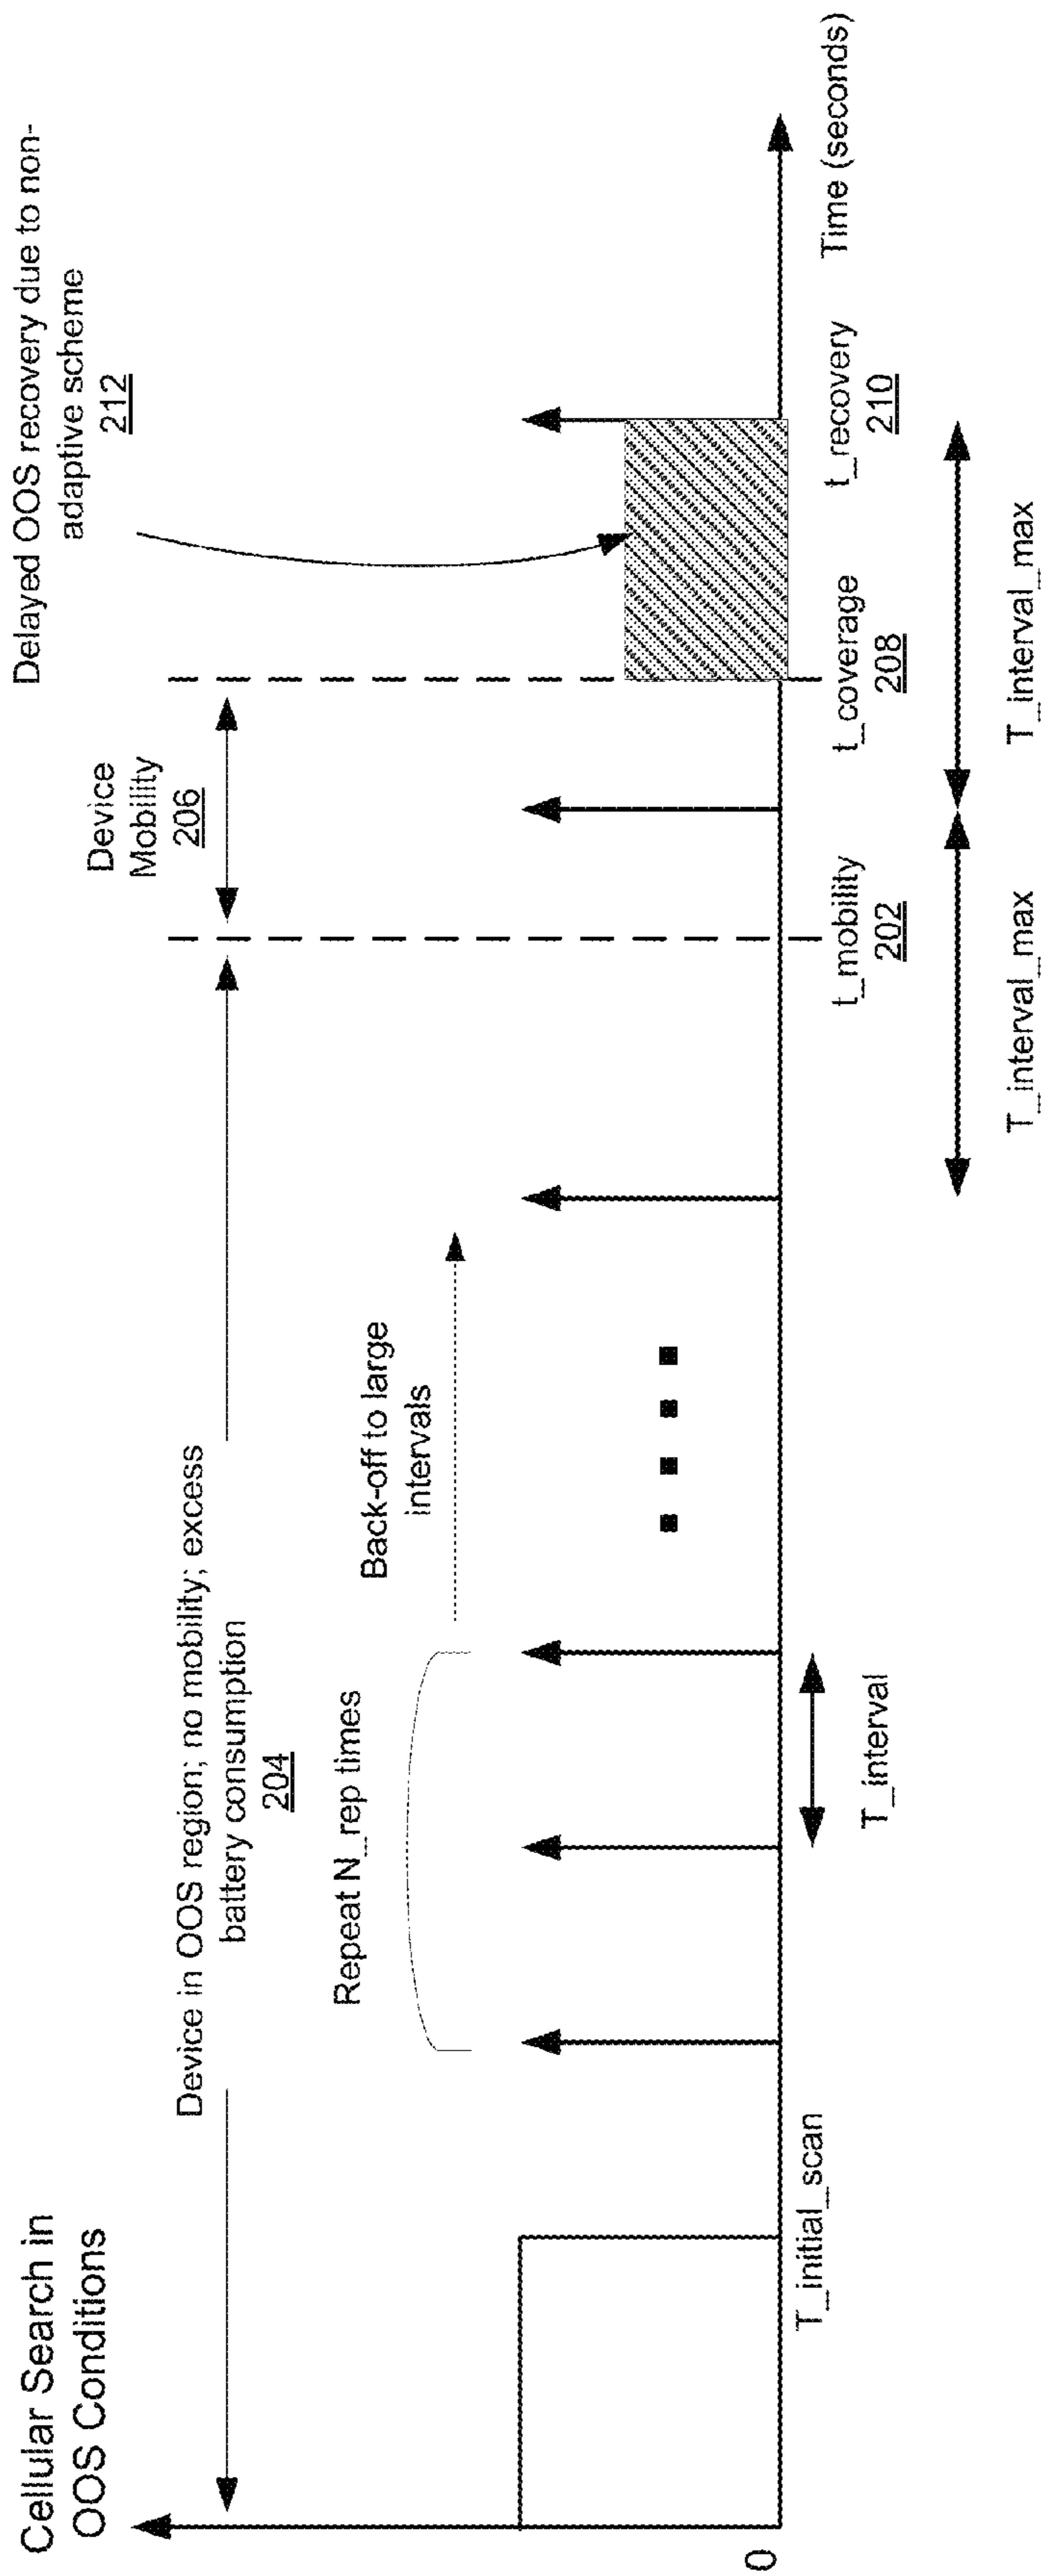 Cellular Search in
OOS Conditions
Device in OOS region; no mobility; excess
battery consumption
204
Device
Mobility
206
Delayed OOS recovery due to non-
adaptive scheme
212
Repeat N_rep times
Back-off to large
intervals
0
T_initial_scan
T_interval
t_mobility
202
t_coverage
208
t_recovery
210
Time (seconds)
T_interval_max
T_interval_max